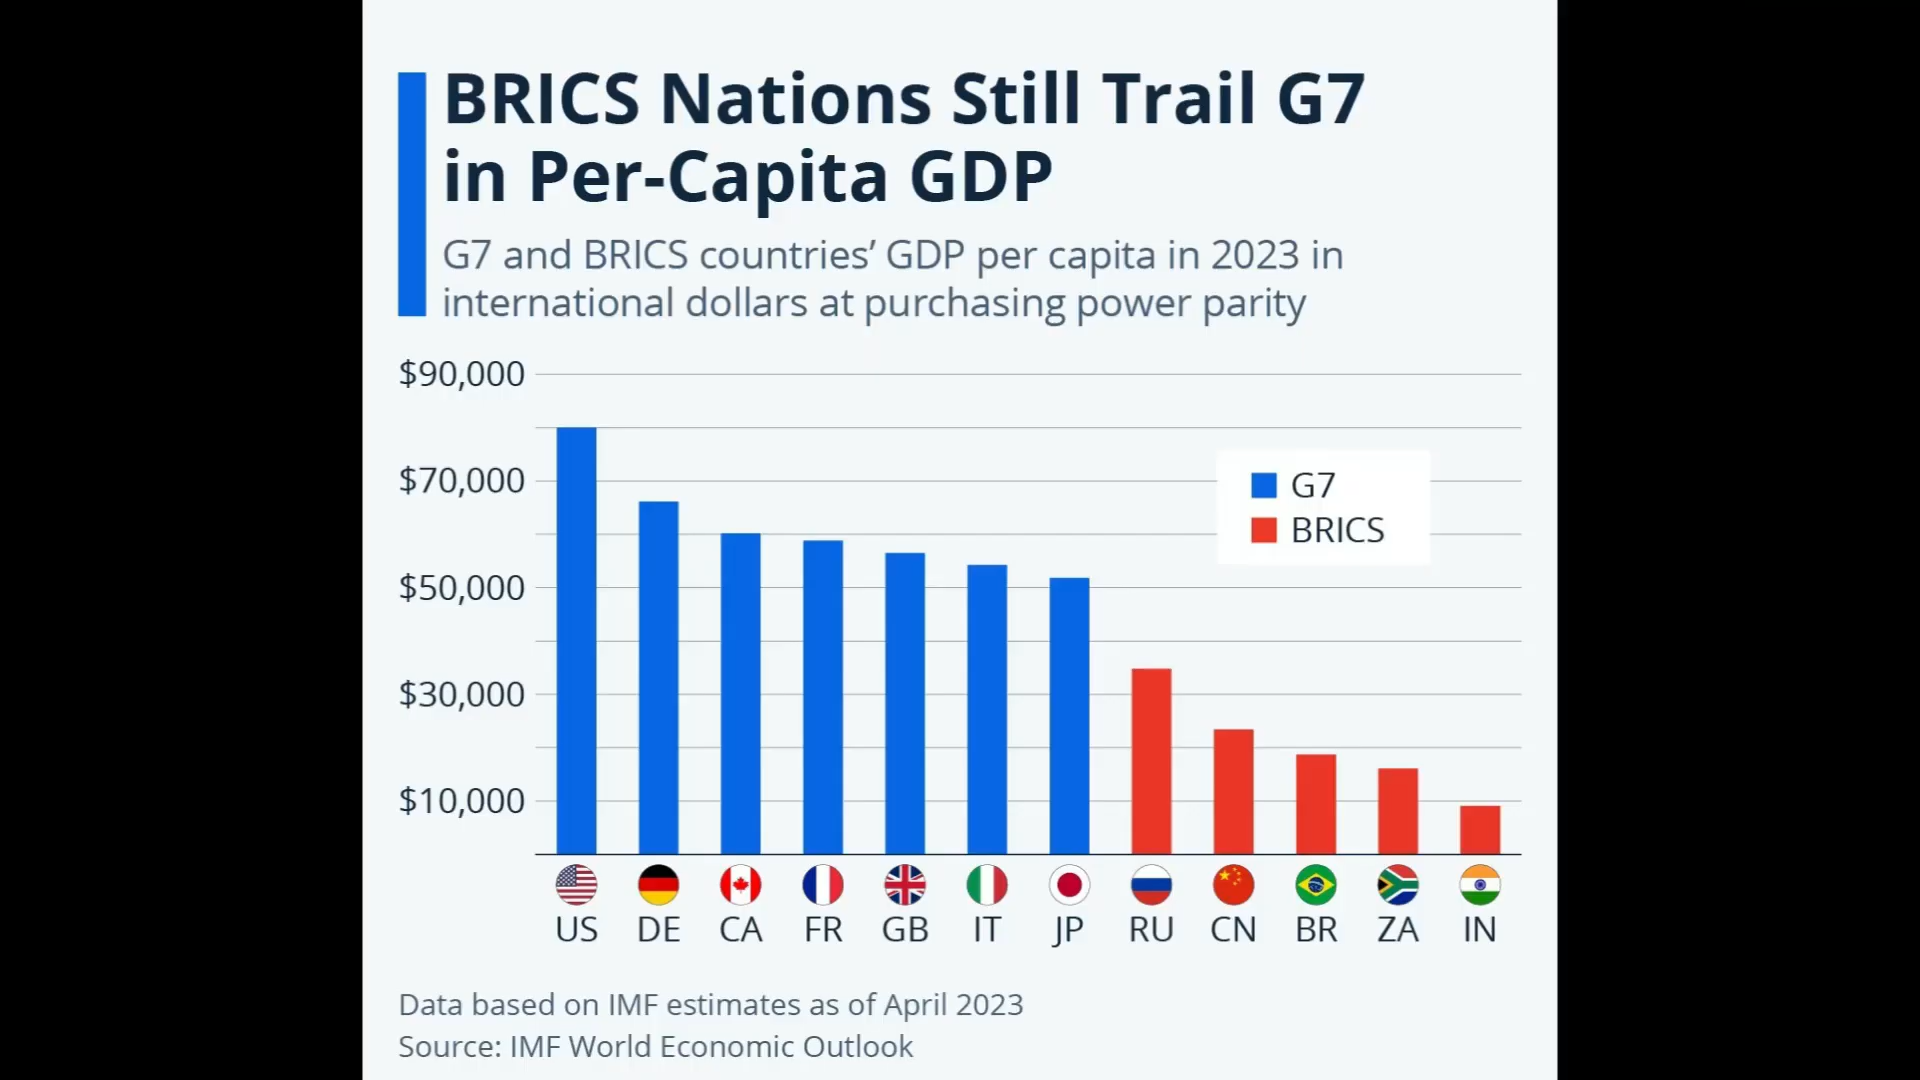 BRICS Nations Still Trail G7
in Per-Capita GDP
G7 and BRICS countries’ GDP per capita in 2023 in
international dollars at purchasing power parity
$90,000
$70,000
$50,000
$30,000
$10,000
G7
BRICS
US DE CA FR GB IT JP RU CN BR ZA IN
Data based on IMF estimates as of April 2023
Source: IMF World Economic Outlook